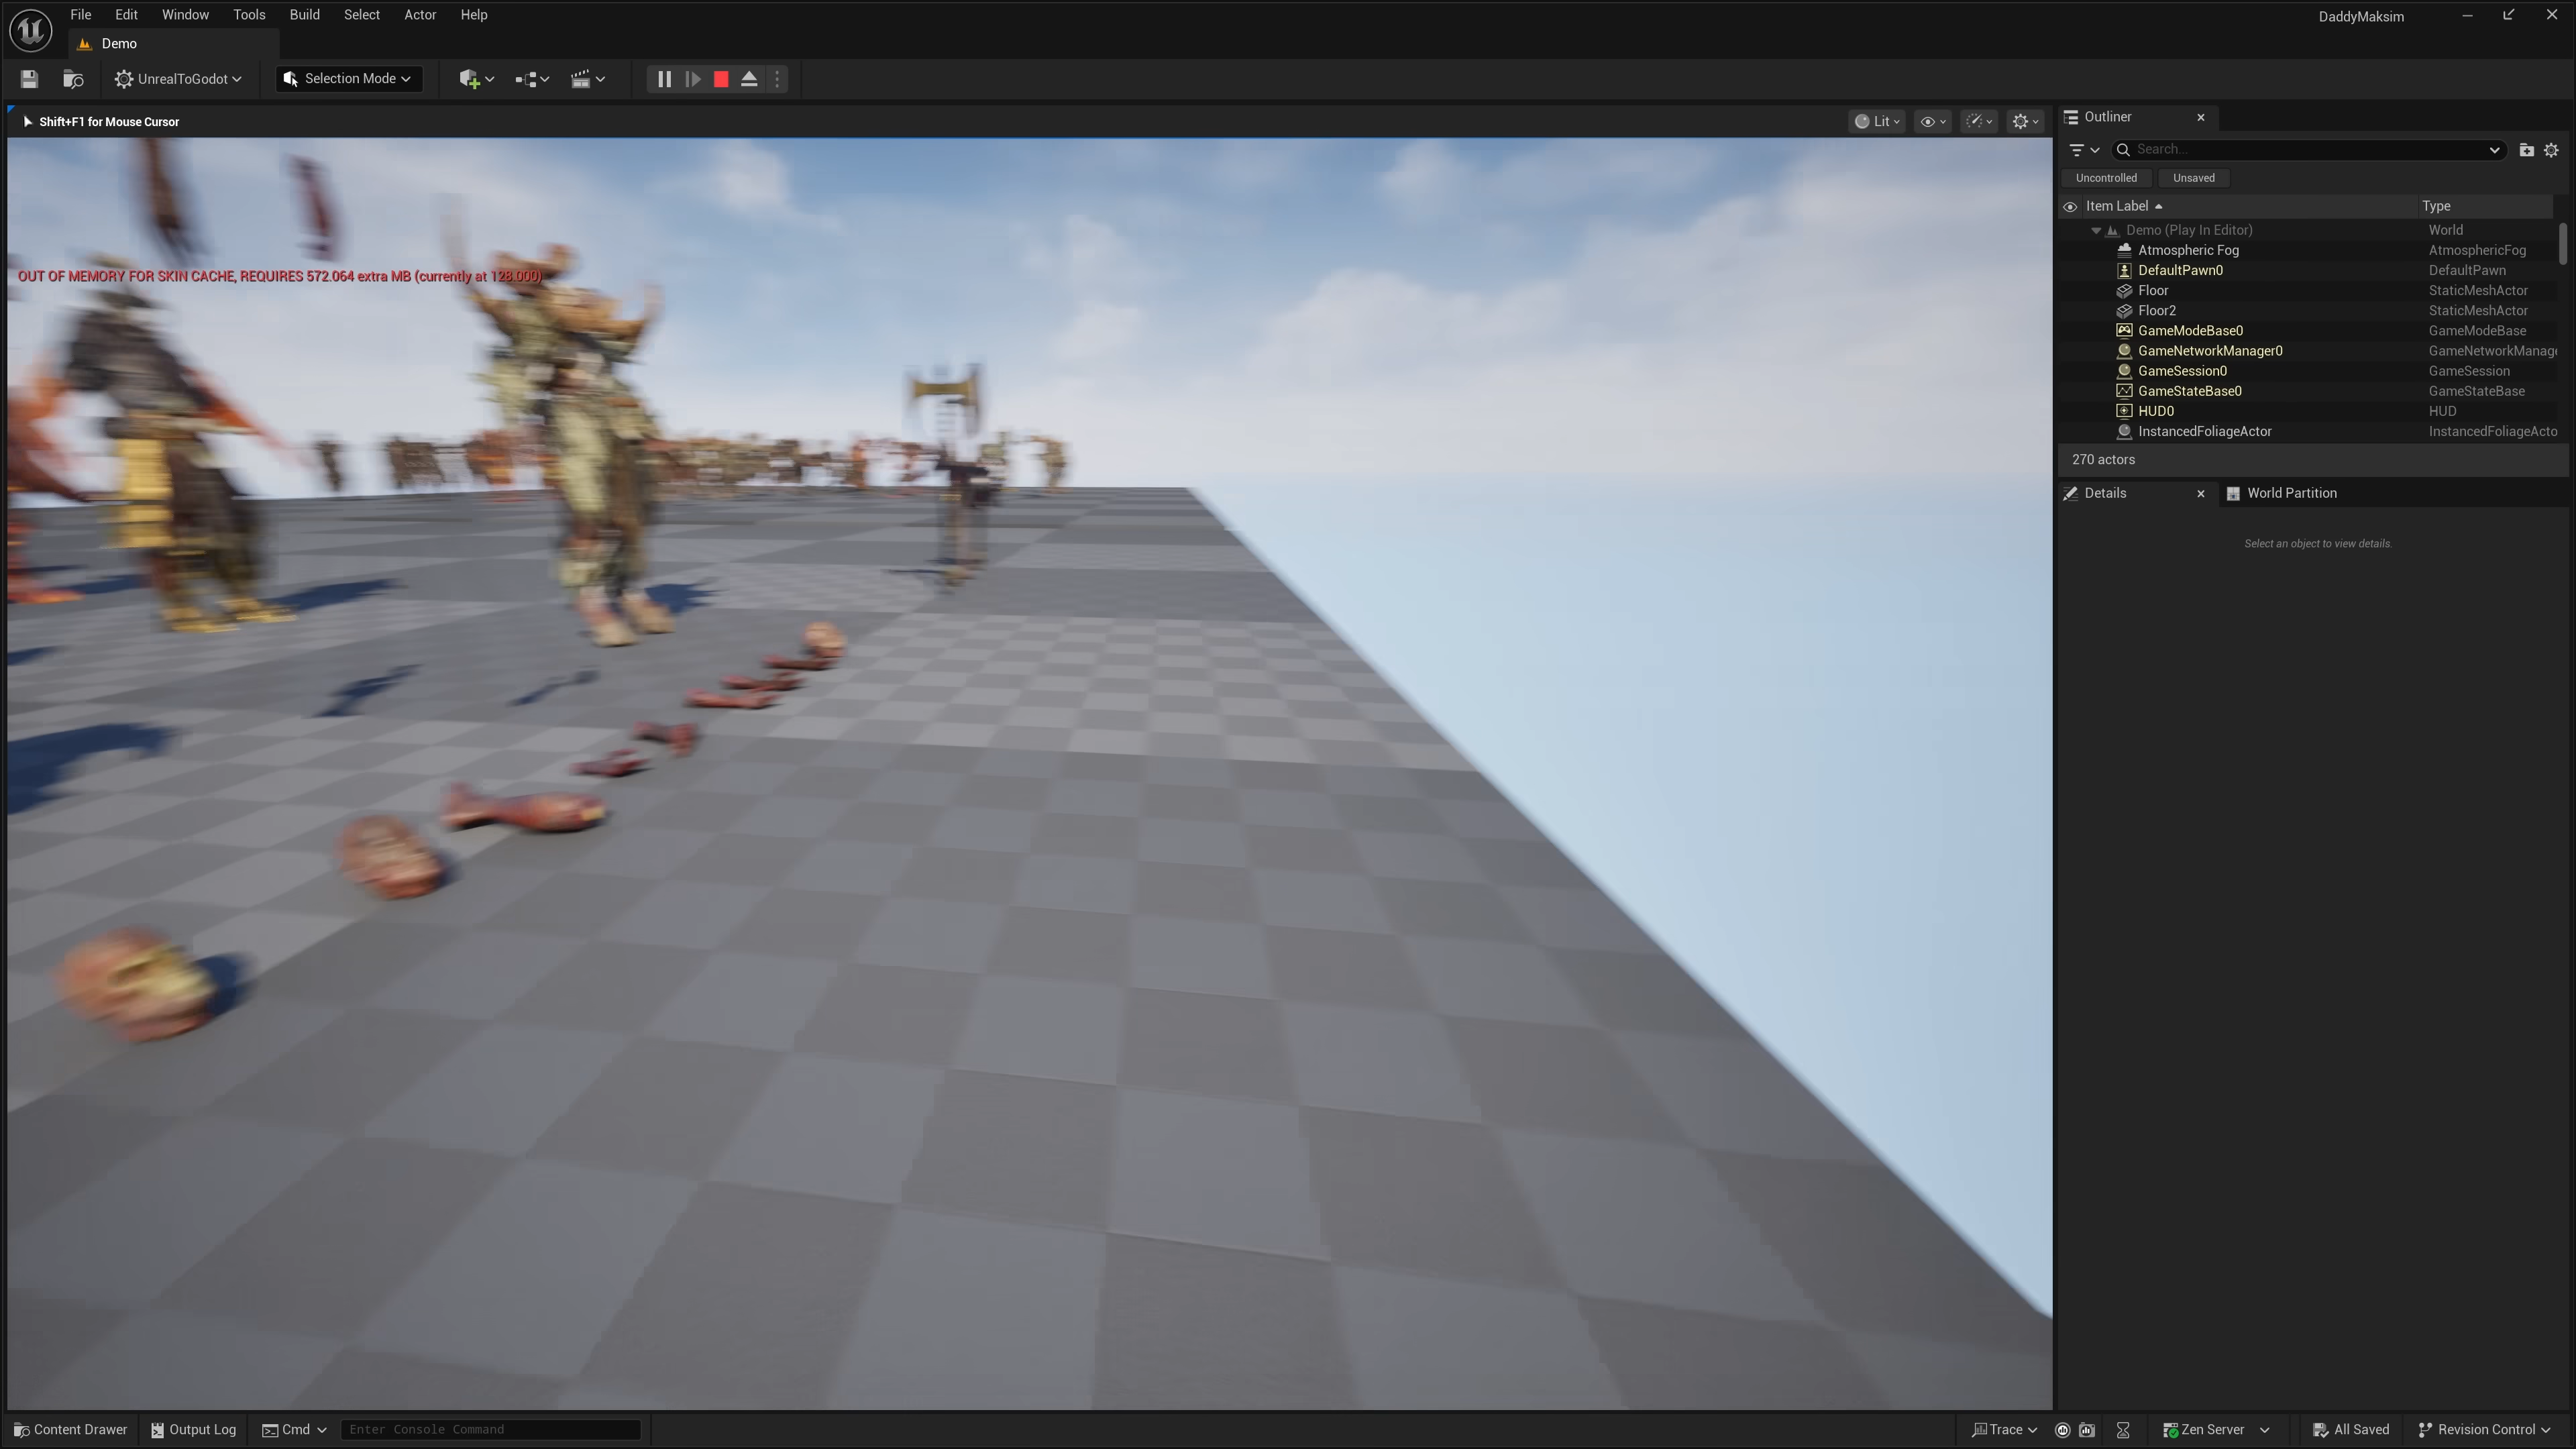 File Edit Window Tools Build Select Actor Help
DaddyMaksim
Demo
UnrealToGodot
Selection Mode
Shift+F1 for Mouse Cursor
Lit
OUT OF MEMORY FOR SKIN CACHE, REQUIRES 572.064 extra MB (currently at 128.000)
Outliner
Search...
Uncontrolled Unsaved
Item Label Type
Demo (Play In Editor) World
Atmospheric Fog AtmosphericFog
DefaultPawn0 DefaultPawn
Floor StaticMeshActor
Floor2 StaticMeshActor
GameModeBase0 GameModeBase
GameNetworkManager0 GameNetworkManage
GameSession0 GameSession
GameStateBase0 GameStateBase
HUD0 HUD
InstancedFoliageActor InstancedFoliageActo
270 actors
Details World Partition
Select an object to view details.
Content Drawer Output Log Cmd Enter Console Command Trace Zen Server All Saved Revision Control